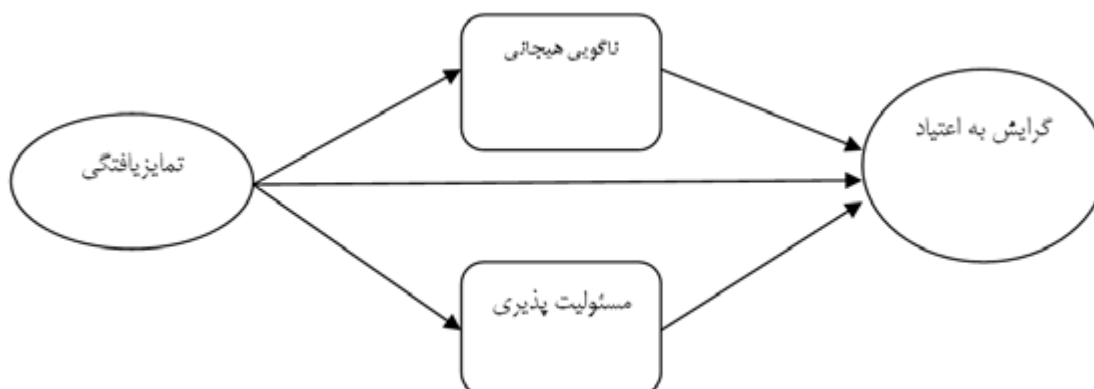 ناگویی هیجانی
گرایش به اعتیاد
تمایزیافتگی
مسئولیت پذیری